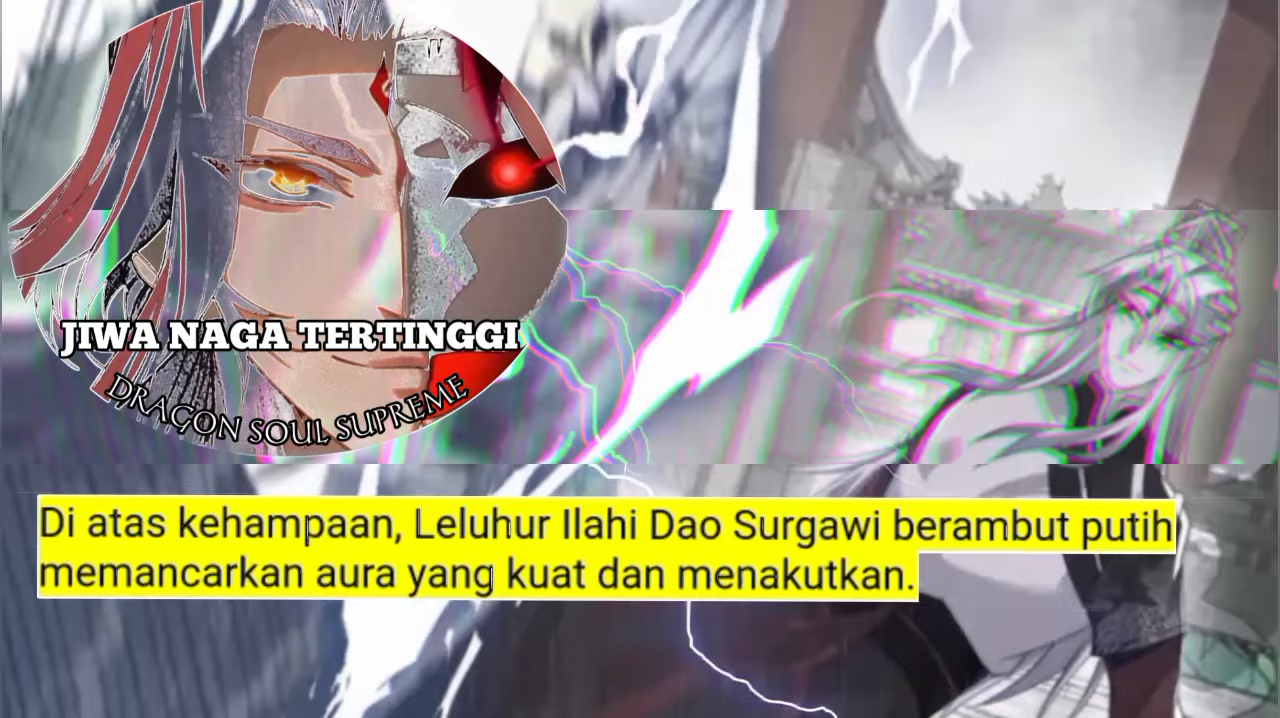 JIWA NAGA TERTINGGI
DRAGON SOUL SUPREME
Di atas kehampaan, Leluhur Ilahi Dao Surgawi berambut putih
memancarkan aura yang kuat dan menakutkan.